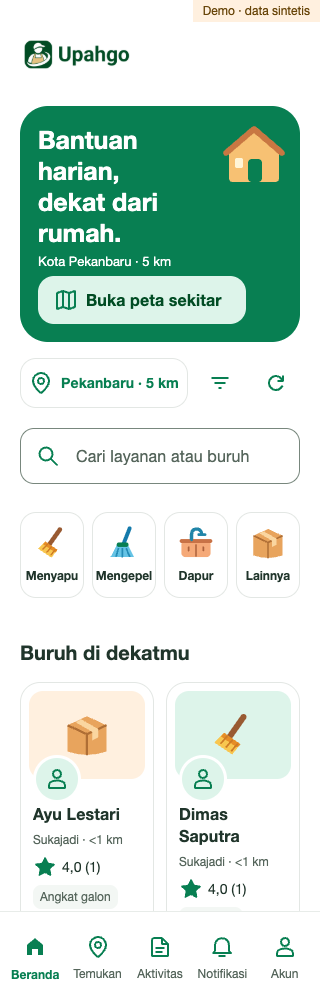 Demo · data sintetis
Upahgo
Bantuan
harian,
dekat dari
rumah.
Kota Pekanbaru · 5 km
Buka peta sekitar
Pekanbaru · 5 km
Cari layanan atau buruh
Menyapu
Mengepel
Dapur
Lainnya
Buruh di dekatmu
Ayu Lestari
Sukajadi · <1 km
4,0 (1)
Angkat galon
Dimas
Saputra
Sukajadi · <1 km
4,0 (1)
Beranda
Temukan
Aktivitas
Notifikasi
Akun